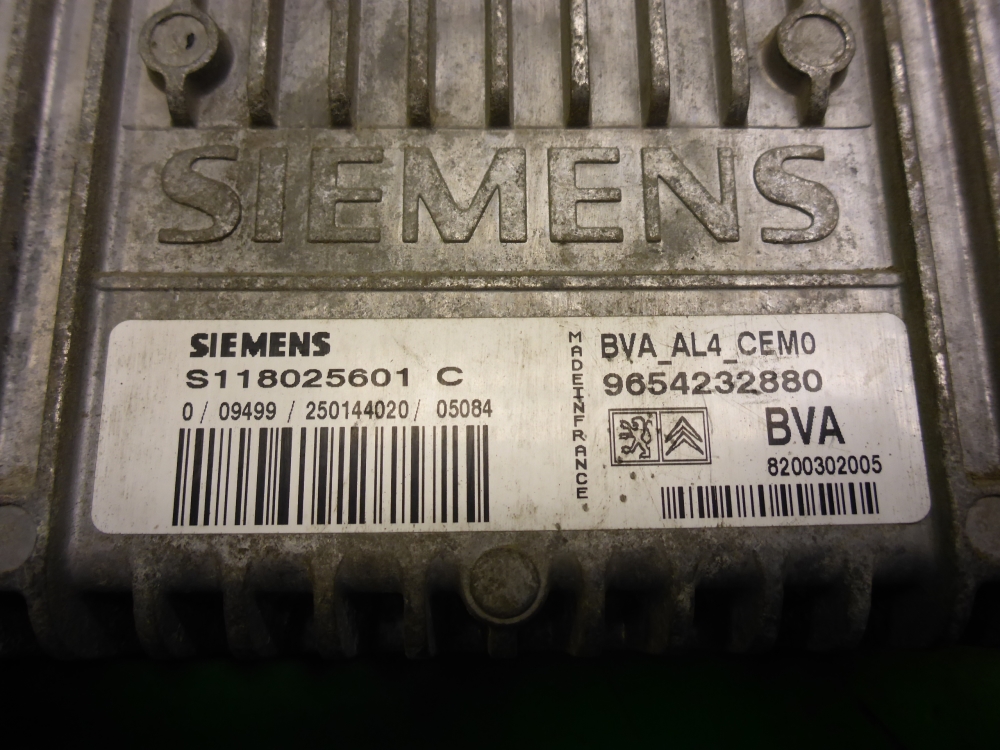 SIEMENS
SIEMENS
S118025601 C
0 / 09499 / 250144020 / 05084
MADEINFRANCE
BVA_AL4_CEM0
9654232880
BVA
8200302005